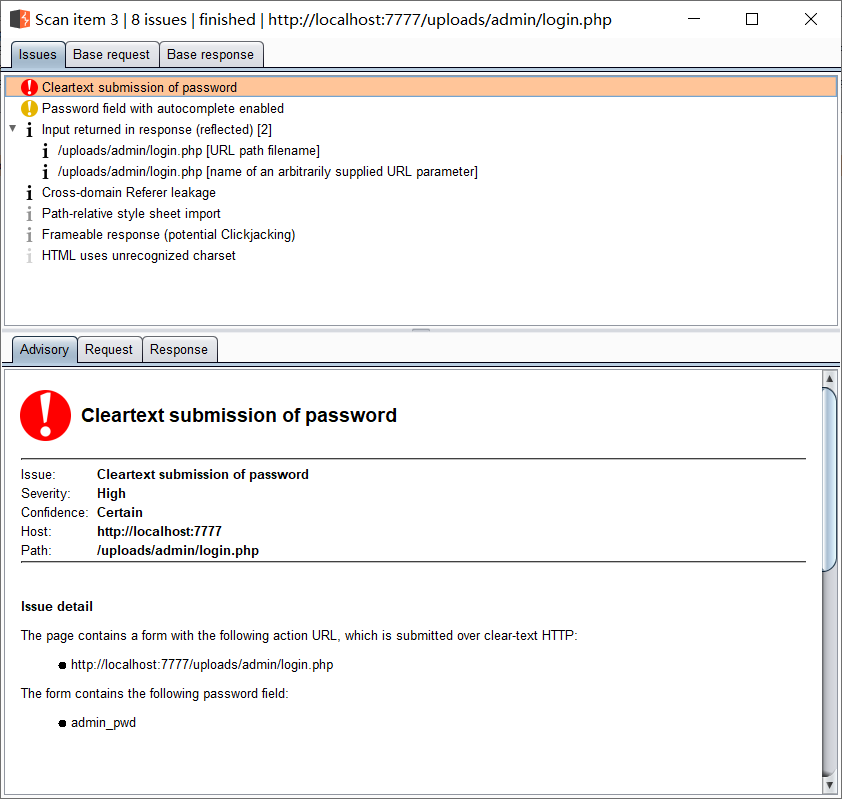 Scan item 3 | 8 issues | finished | http://localhost:7777/uploads/admin/login.php
Issues Base request Base response
Cleartext submission of password
Password field with autocomplete enabled
Input returned in response (reflected) [2]
/uploads/admin/login.php [URL path filename]
/uploads/admin/login.php [name of an arbitrarily supplied URL parameter]
Cross-domain Referer leakage
Path-relative style sheet import
Frameable response (potential Clickjacking)
HTML uses unrecognized charset
Advisory Request Response
Cleartext submission of password
Issue: Cleartext submission of password
Severity: High
Confidence: Certain
Host: http://localhost:7777
Path: /uploads/admin/login.php
Issue detail
The page contains a form with the following action URL, which is submitted over clear-text HTTP:
http://localhost:7777/uploads/admin/login.php
The form contains the following password field:
admin_pwd